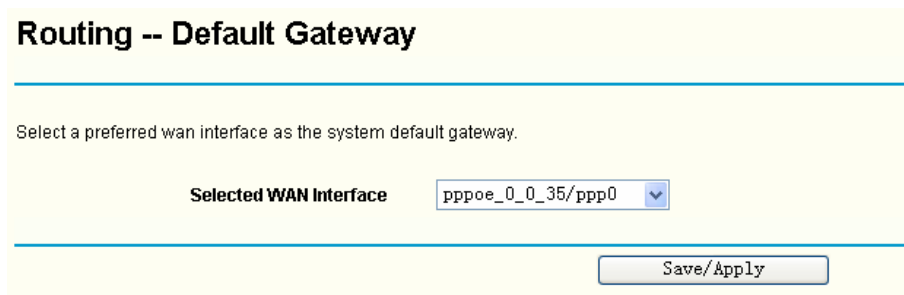 Routing -- Default Gateway
Select a preferred wan interface as the system default gateway.
Selected WAN Interface pppoe_0_0_35/ppp0
Save/Apply